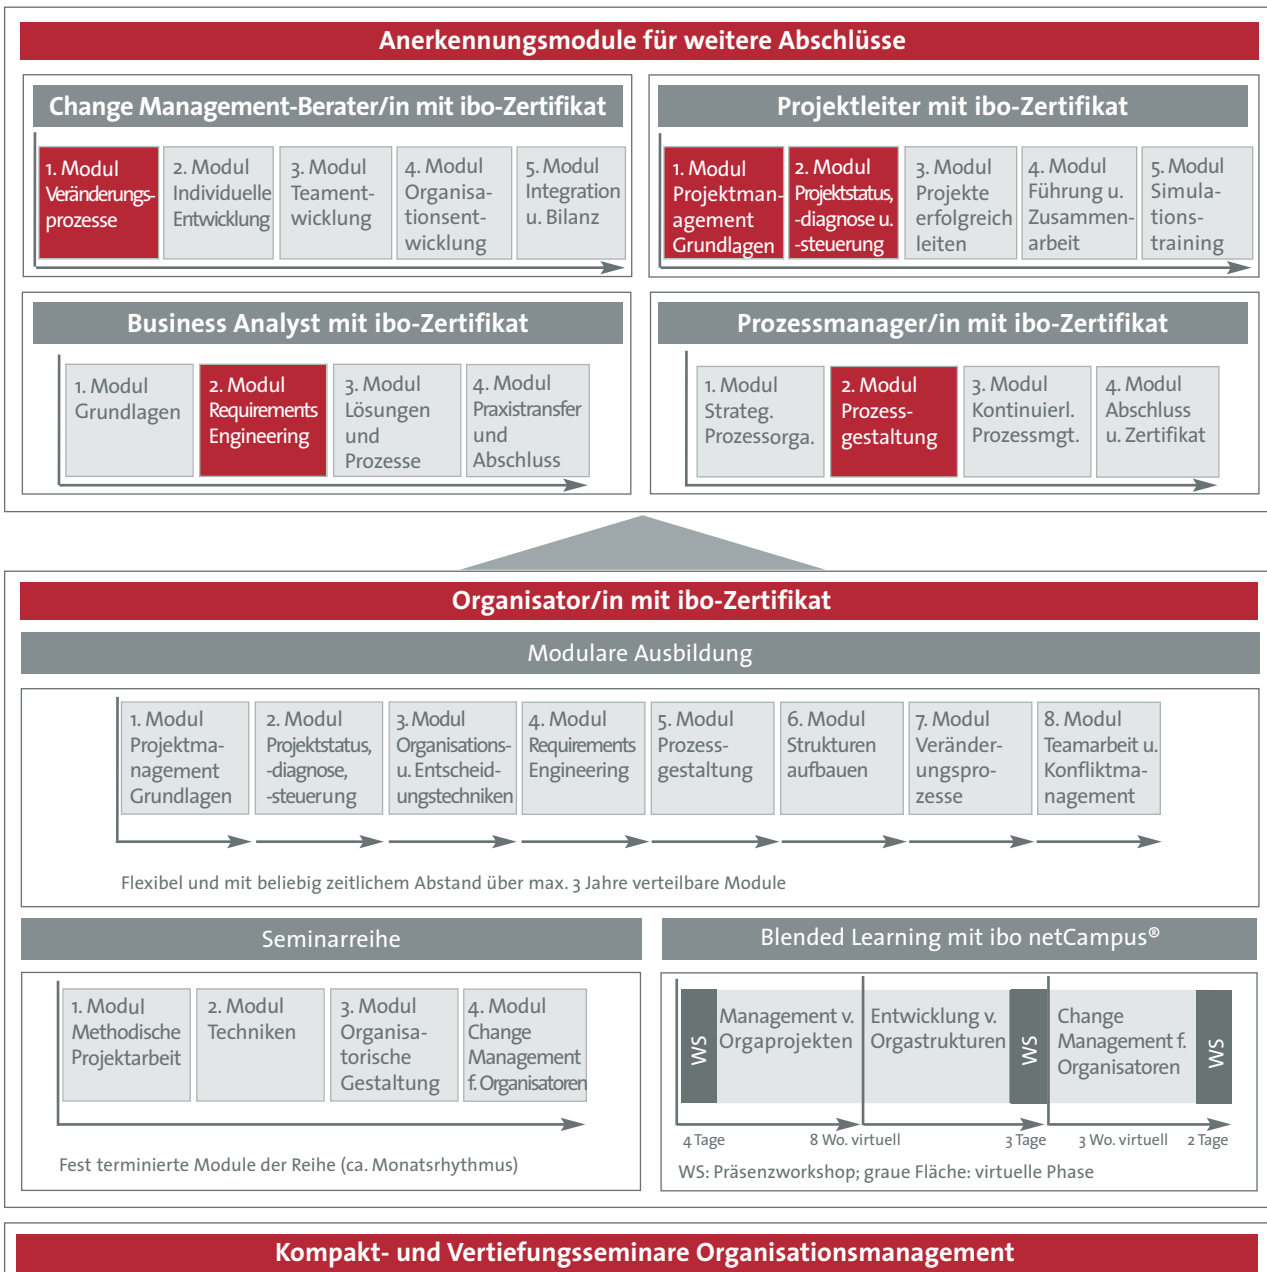 Anerkennungsmodule für weitere Abschlüsse
Change Management-Berater/in mit ibo-Zertifikat
1. Modul
Veränderungs-
prozesse
2. Modul
Individuelle
Entwicklung
3. Modul
Teament-
wicklung
4. Modul
Organisa-
tionsent-
wicklung
5. Modul
Integration
u. Bilanz
Projektleiter mit ibo-Zertifikat
1. Modul
Projektman-
agement
Grundlagen
2. Modul
Projektstatus,
-diagnose u.
-steuerung
3. Modul
Projekte
erfolgreich
leiten
4. Modul
Führung u.
Zusammen-
arbeit
5. Modul
Simula-
tions-
training
Business Analyst mit ibo-Zertifikat
1. Modul
Grundlagen
2. Modul
Requirements
Engineering
3. Modul
Lösungen
und
Prozesse
4. Modul
Praxistransfer
und
Abschluss
Prozessmanager/in mit ibo-Zertifikat
1. Modul
Strateg.
Prozessorga.
2. Modul
Prozess-
gestaltung
3. Modul
Kontinuierl.
Prozessmgt.
4. Modul
Abschluss
u. Zertifikat
Organisator/in mit ibo-Zertifikat
Modulare Ausbildung
1. Modul
Projektma-
nagement
Grundlagen
2. Modul
Projektstatus,
-diagnose,
-steuerung
3. Modul
Organisations-
u. Entscheid-
ungstechniken
4. Modul
Requirements
Engineering
5. Modul
Prozess-
gestaltung
6. Modul
Strukturen
aufbauen
7. Modul
Veränder-
ungspro-
zesse
8. Modul
Teamarbeit u.
Konfliktma-
nagement
Flexibel und mit beliebig zeitlichem Abstand über max. 3 Jahre verteilbare Module
Seminarreihe
1. Modul
Methodische
Projektarbeit
2. Modul
Techniken
3. Modul
Organisa-
torische
Gestaltung
4. Modul
Change
Management
f. Organisatoren
Fest terminierte Module der Reihe (ca. Monatsrhythmus)
Blended Learning mit ibo netCampus®
WS
Management v.
Orgaprojekten
Entwicklung v.
Orgastrukturen
WS
Change
Management f.
Organisatoren
WS
4 Tage
8 Wo. virtuell
3 Tage
3 Wo. virtuell
2 Tage
WS: Präsenzworkshop; graue Fläche: virtuelle Phase
Kompakt- und Vertiefungsseminare Organisationsmanagement